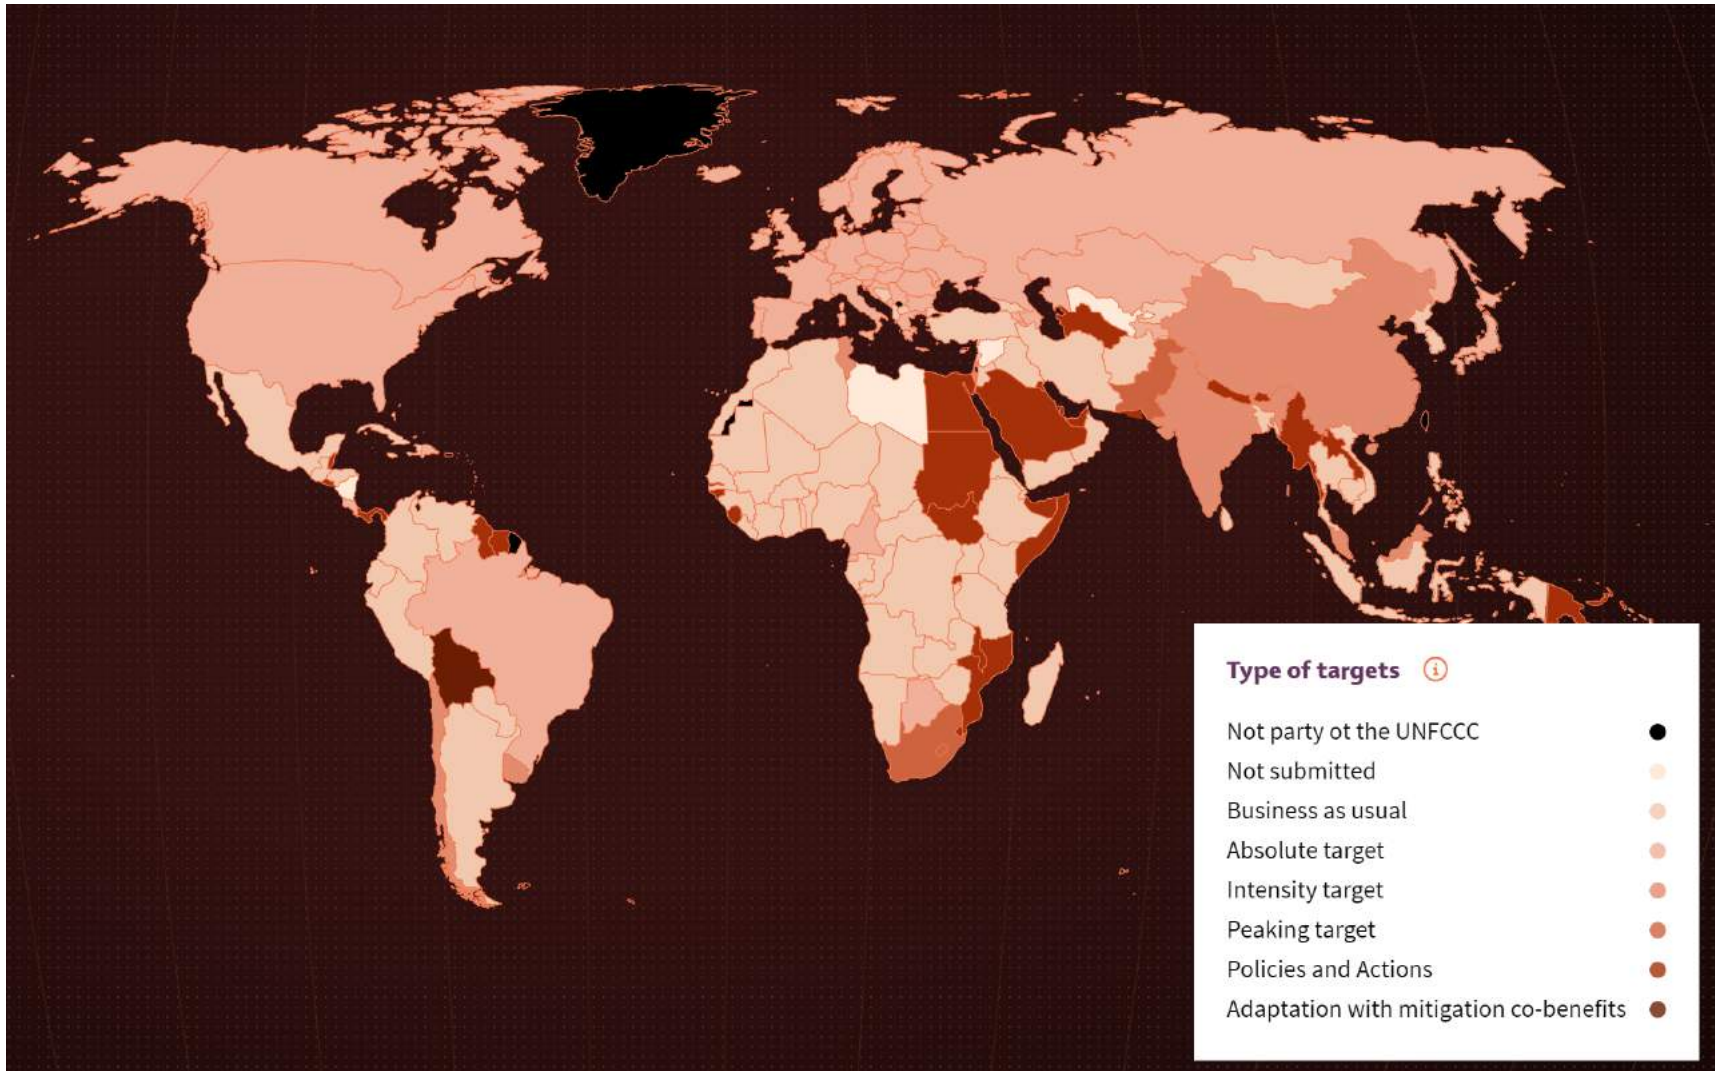 Type of targets
Not party ot the UNFCCC
Not submitted
Business as usual
Absolute target
Intensity target
Peaking target
Policies and Actions
Adaptation with mitigation co-benefits